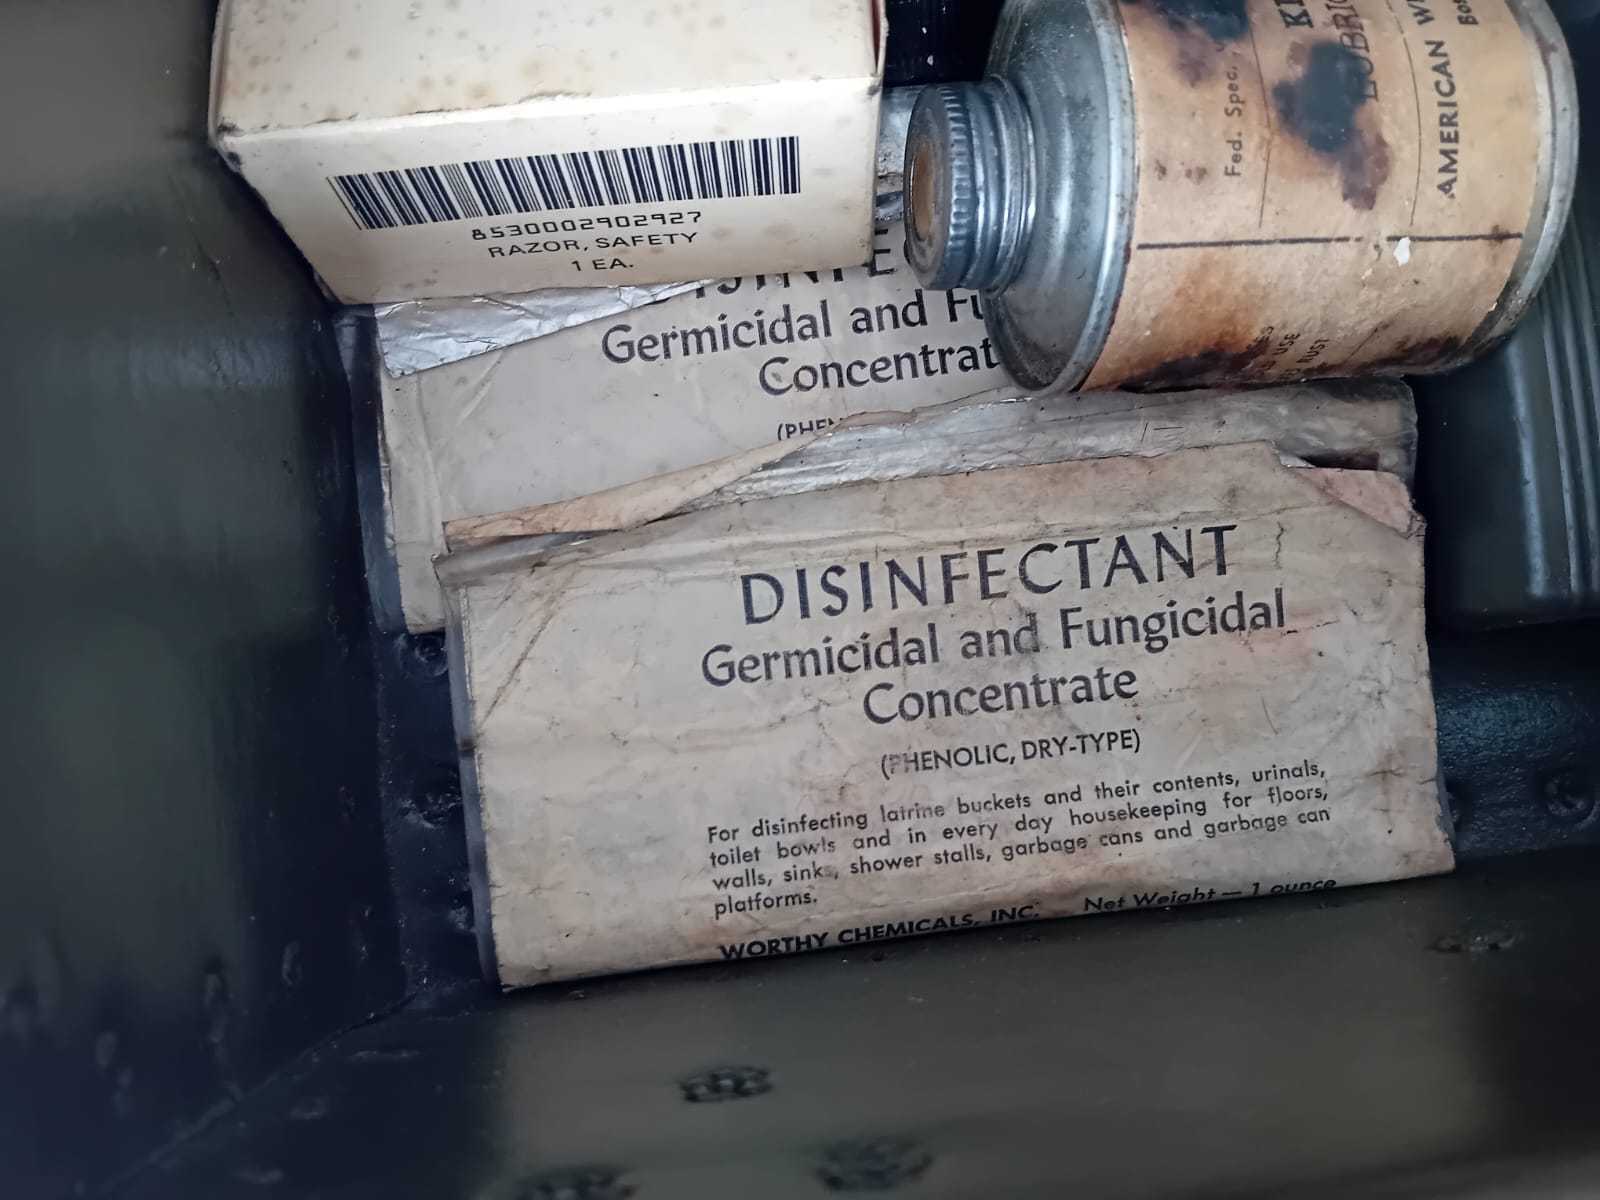 8530002902927
RAZOR, SAFETY
1 EA.
Fed. Spec.
AMERICAN
USE
RUST
Germicidal and
DISINFECTANT
Germicidal and Fungicidal
Concentrate
(PHENOLIC, DRY-TYPE)
For disinfecting latrine buckets and their contents, urinals,
toilet bowls and in every day housekeeping for floors,
walls, sinks, shower stalls, garbage cans and garbage can
platforms.
WORTHY CHEMICALS, INC. Net Weight — 1 ounce